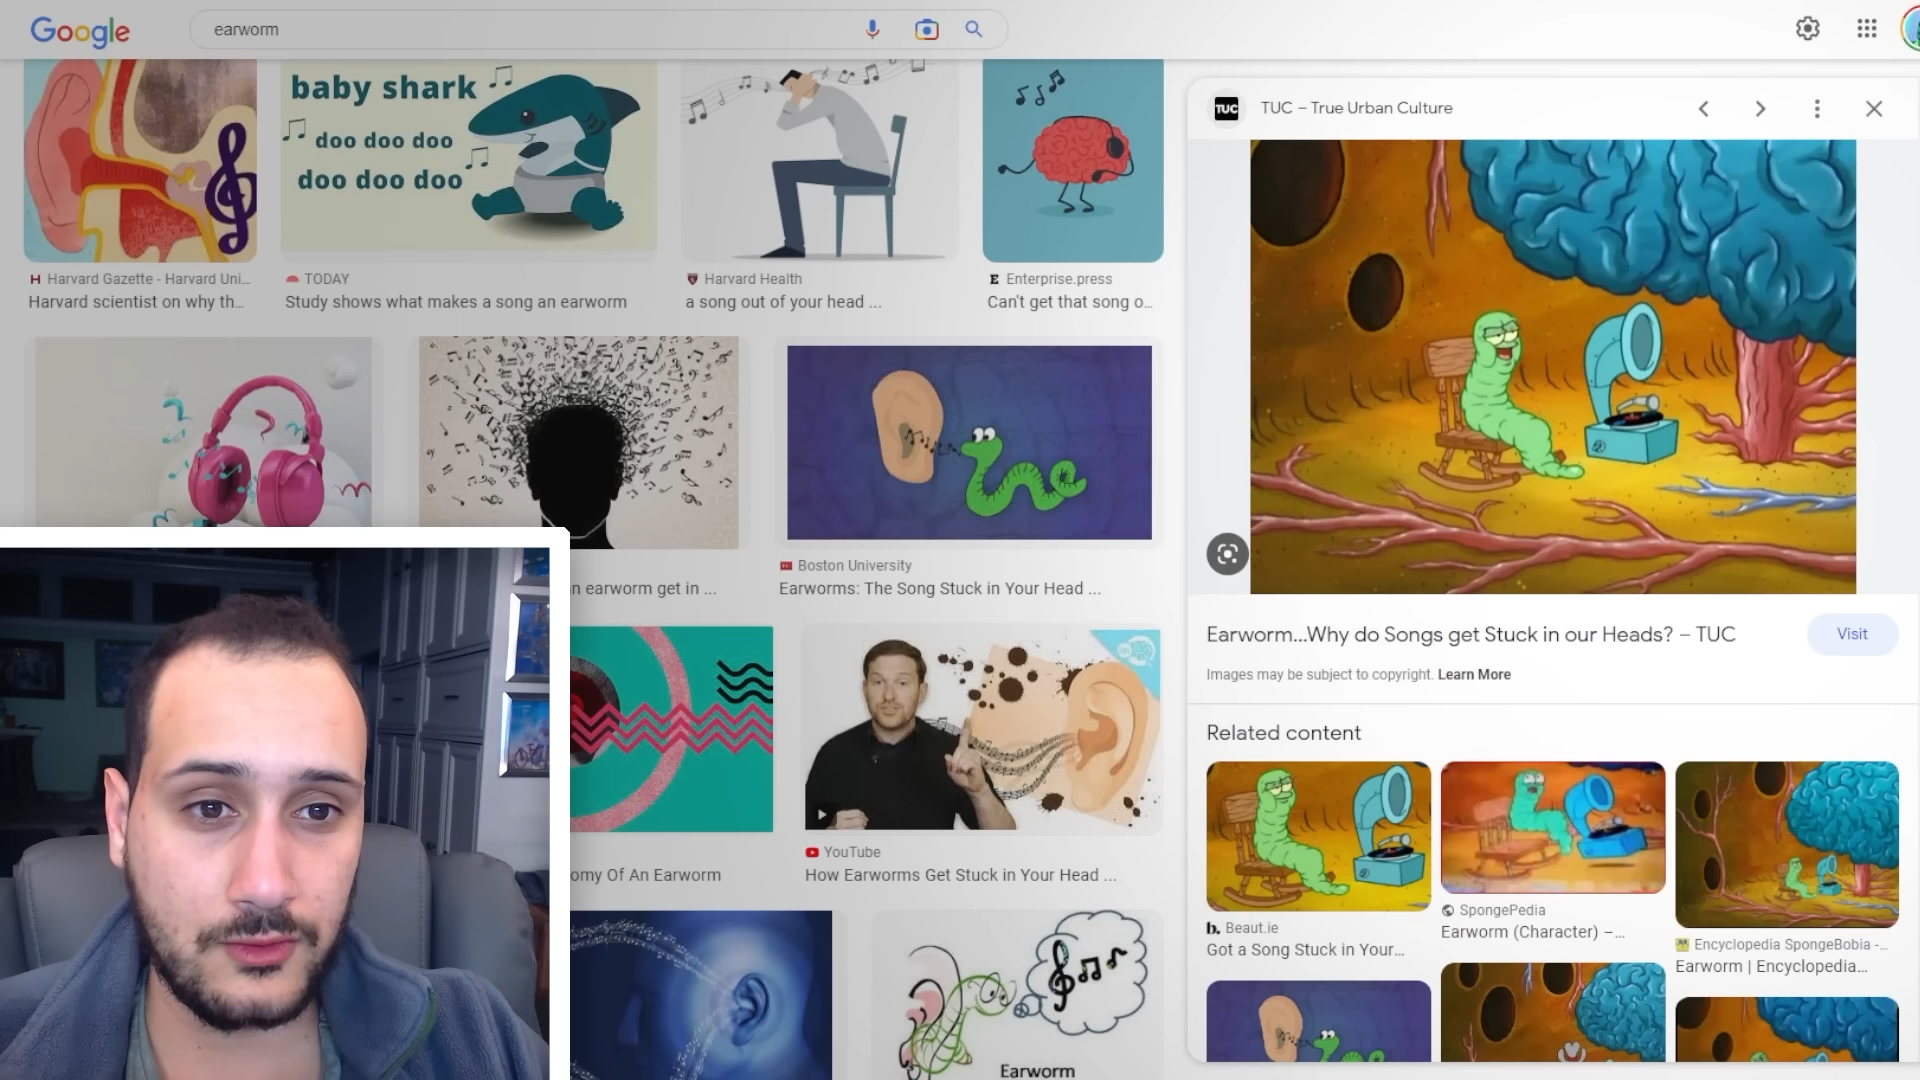 Google
earworm
baby shark
doo doo doo
doo doo doo
H Harvard Gazette - Harvard Uni...
Harvard scientist on why th...
TODAY
Study shows what makes a song an earworm
Harvard Health
a song out of your head ...
E Enterprise.press
Can't get that song o...
n earworm get in ...
Boston University
Earworms: The Song Stuck in Your Head ...
omy Of An Earworm
YouTube
How Earworms Get Stuck in Your Head ...
Earworm
TUC
TUC – True Urban Culture
Earworm...Why do Songs get Stuck in our Heads? – TUC
Visit
Images may be subject to copyright. Learn More
Related content
b. Beaut.ie
Got a Song Stuck in Your...
SpongePedia
Earworm (Character) –...
Encyclopedia SpongeBobia -...
Earworm | Encyclopedia...